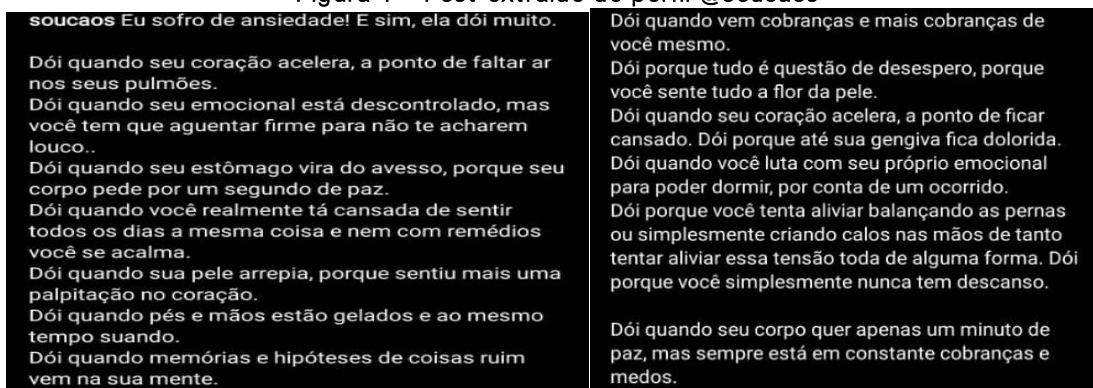 soucaos Eu sofro de ansiedade! E sim, ela dói muito.
Dói quando seu coração acelera, a ponto de faltar ar
nos seus pulmões.
Dói quando seu emocional está descontrolado, mas
você tem que aguentar firme para não te acharem
louco..
Dói quando seu estômago vira do avesso, porque seu
corpo pede por um segundo de paz.
Dói quando você realmente tá cansada de sentir
todos os dias a mesma coisa e nem com remédios
você se acalma.
Dói quando sua pele arrepia, porque sentiu mais uma
palpitação no coração.
Dói quando pés e mãos estão gelados e ao mesmo
tempo suando.
Dói quando memórias e hipóteses de coisas ruim
vem na sua mente.
Dói quando vem cobranças e mais cobranças de
você mesmo.
Dói porque tudo é questão de desespero, porque
você sente tudo a flor da pele.
Dói quando seu coração acelera, a ponto de ficar
cansado. Dói porque até sua gengiva fica dolorida.
Dói quando você luta com seu próprio emocional
para poder dormir, por conta de um ocorrido.
Dói porque você tenta aliviar balançando as pernas
ou simplesmente criando calos nas mãos de tanto
tentar aliviar essa tensão toda de alguma forma. Dói
porque você simplesmente nunca tem descanso.
Dói quando seu corpo quer apenas um minuto de
paz, mas sempre está em constante cobranças e
medos.